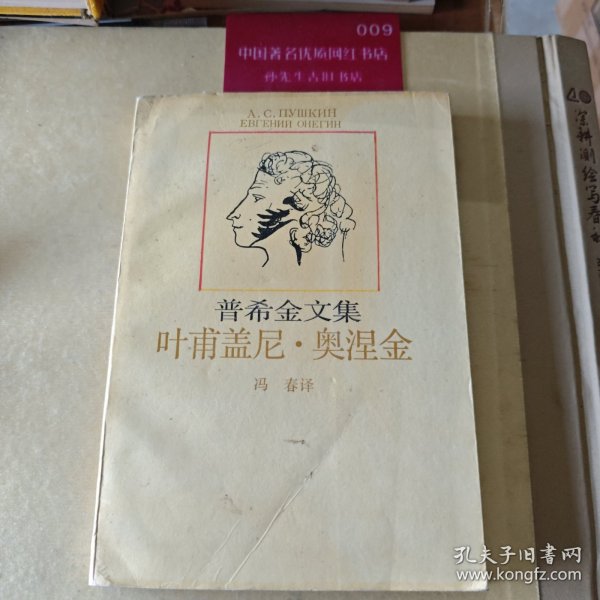 009
中国著名优质网红书店
孙先生古旧书店
А. С. ПУШКИН
ЕВГЕНИЙ ОНЕГИН
普希金文集
叶甫盖尼·奥涅金
冯 春译
孔夫子旧书网
www.kongfz.com